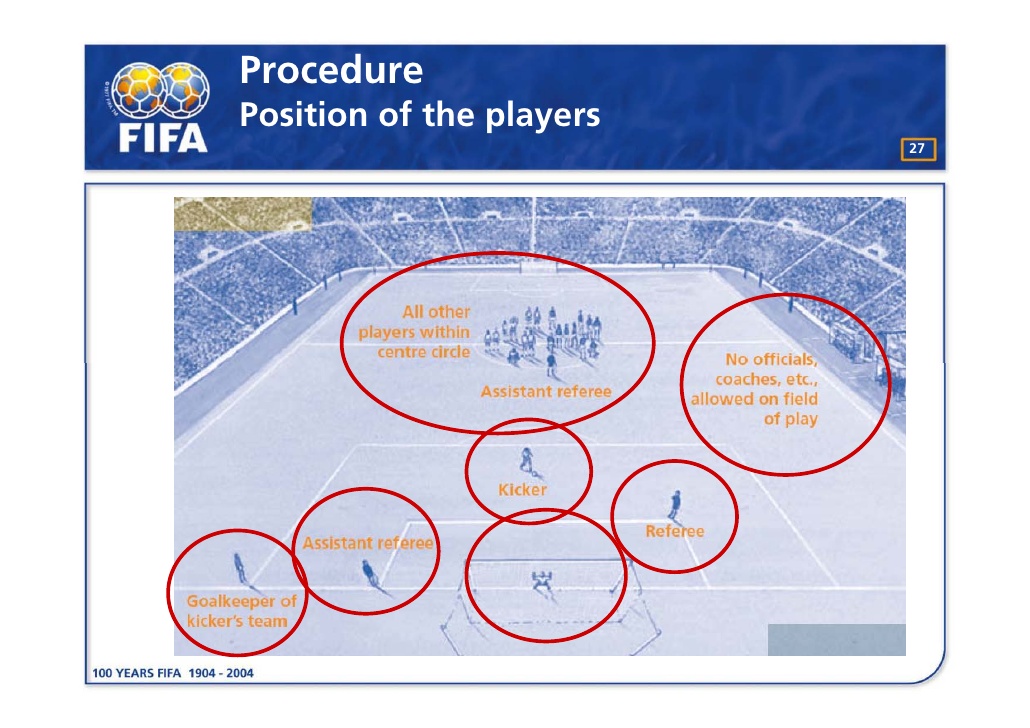 Procedure
Position of the players
FIFA
27
All other
players within
centre circle
Assistant referee
No officials,
coaches, etc.,
allowed on field
of play
Kicker
Referee
Assistant referee
Goalkeeper of
kicker's team
100 YEARS FIFA 1904 - 2004